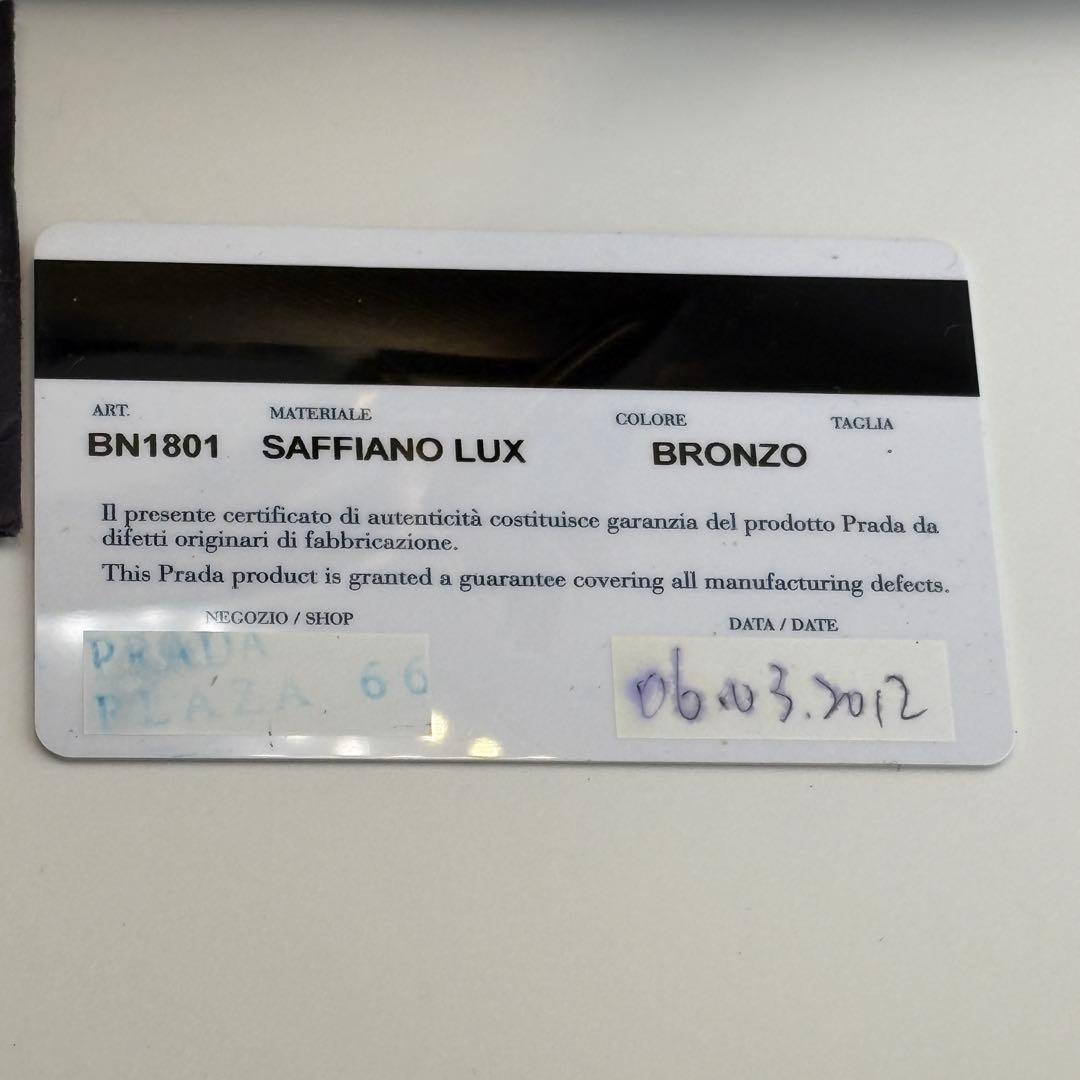 ART. MATERIALE COLORE TAGLIA
BN1801 SAFFIANO LUX BRONZO
Il presente certificato di autenticità costituisce garanzia del prodotto Prada da
difetti originari di fabbricazione.
This Prada product is granted a guarantee covering all manufacturing defects.
NEGOZIO / SHOP DATA / DATE
PRADA
PLAZA 66 06.03.2012